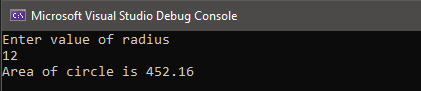 Microsoft Visual Studio Debug Console
Enter value of radius
12
Area of circle is 452.16